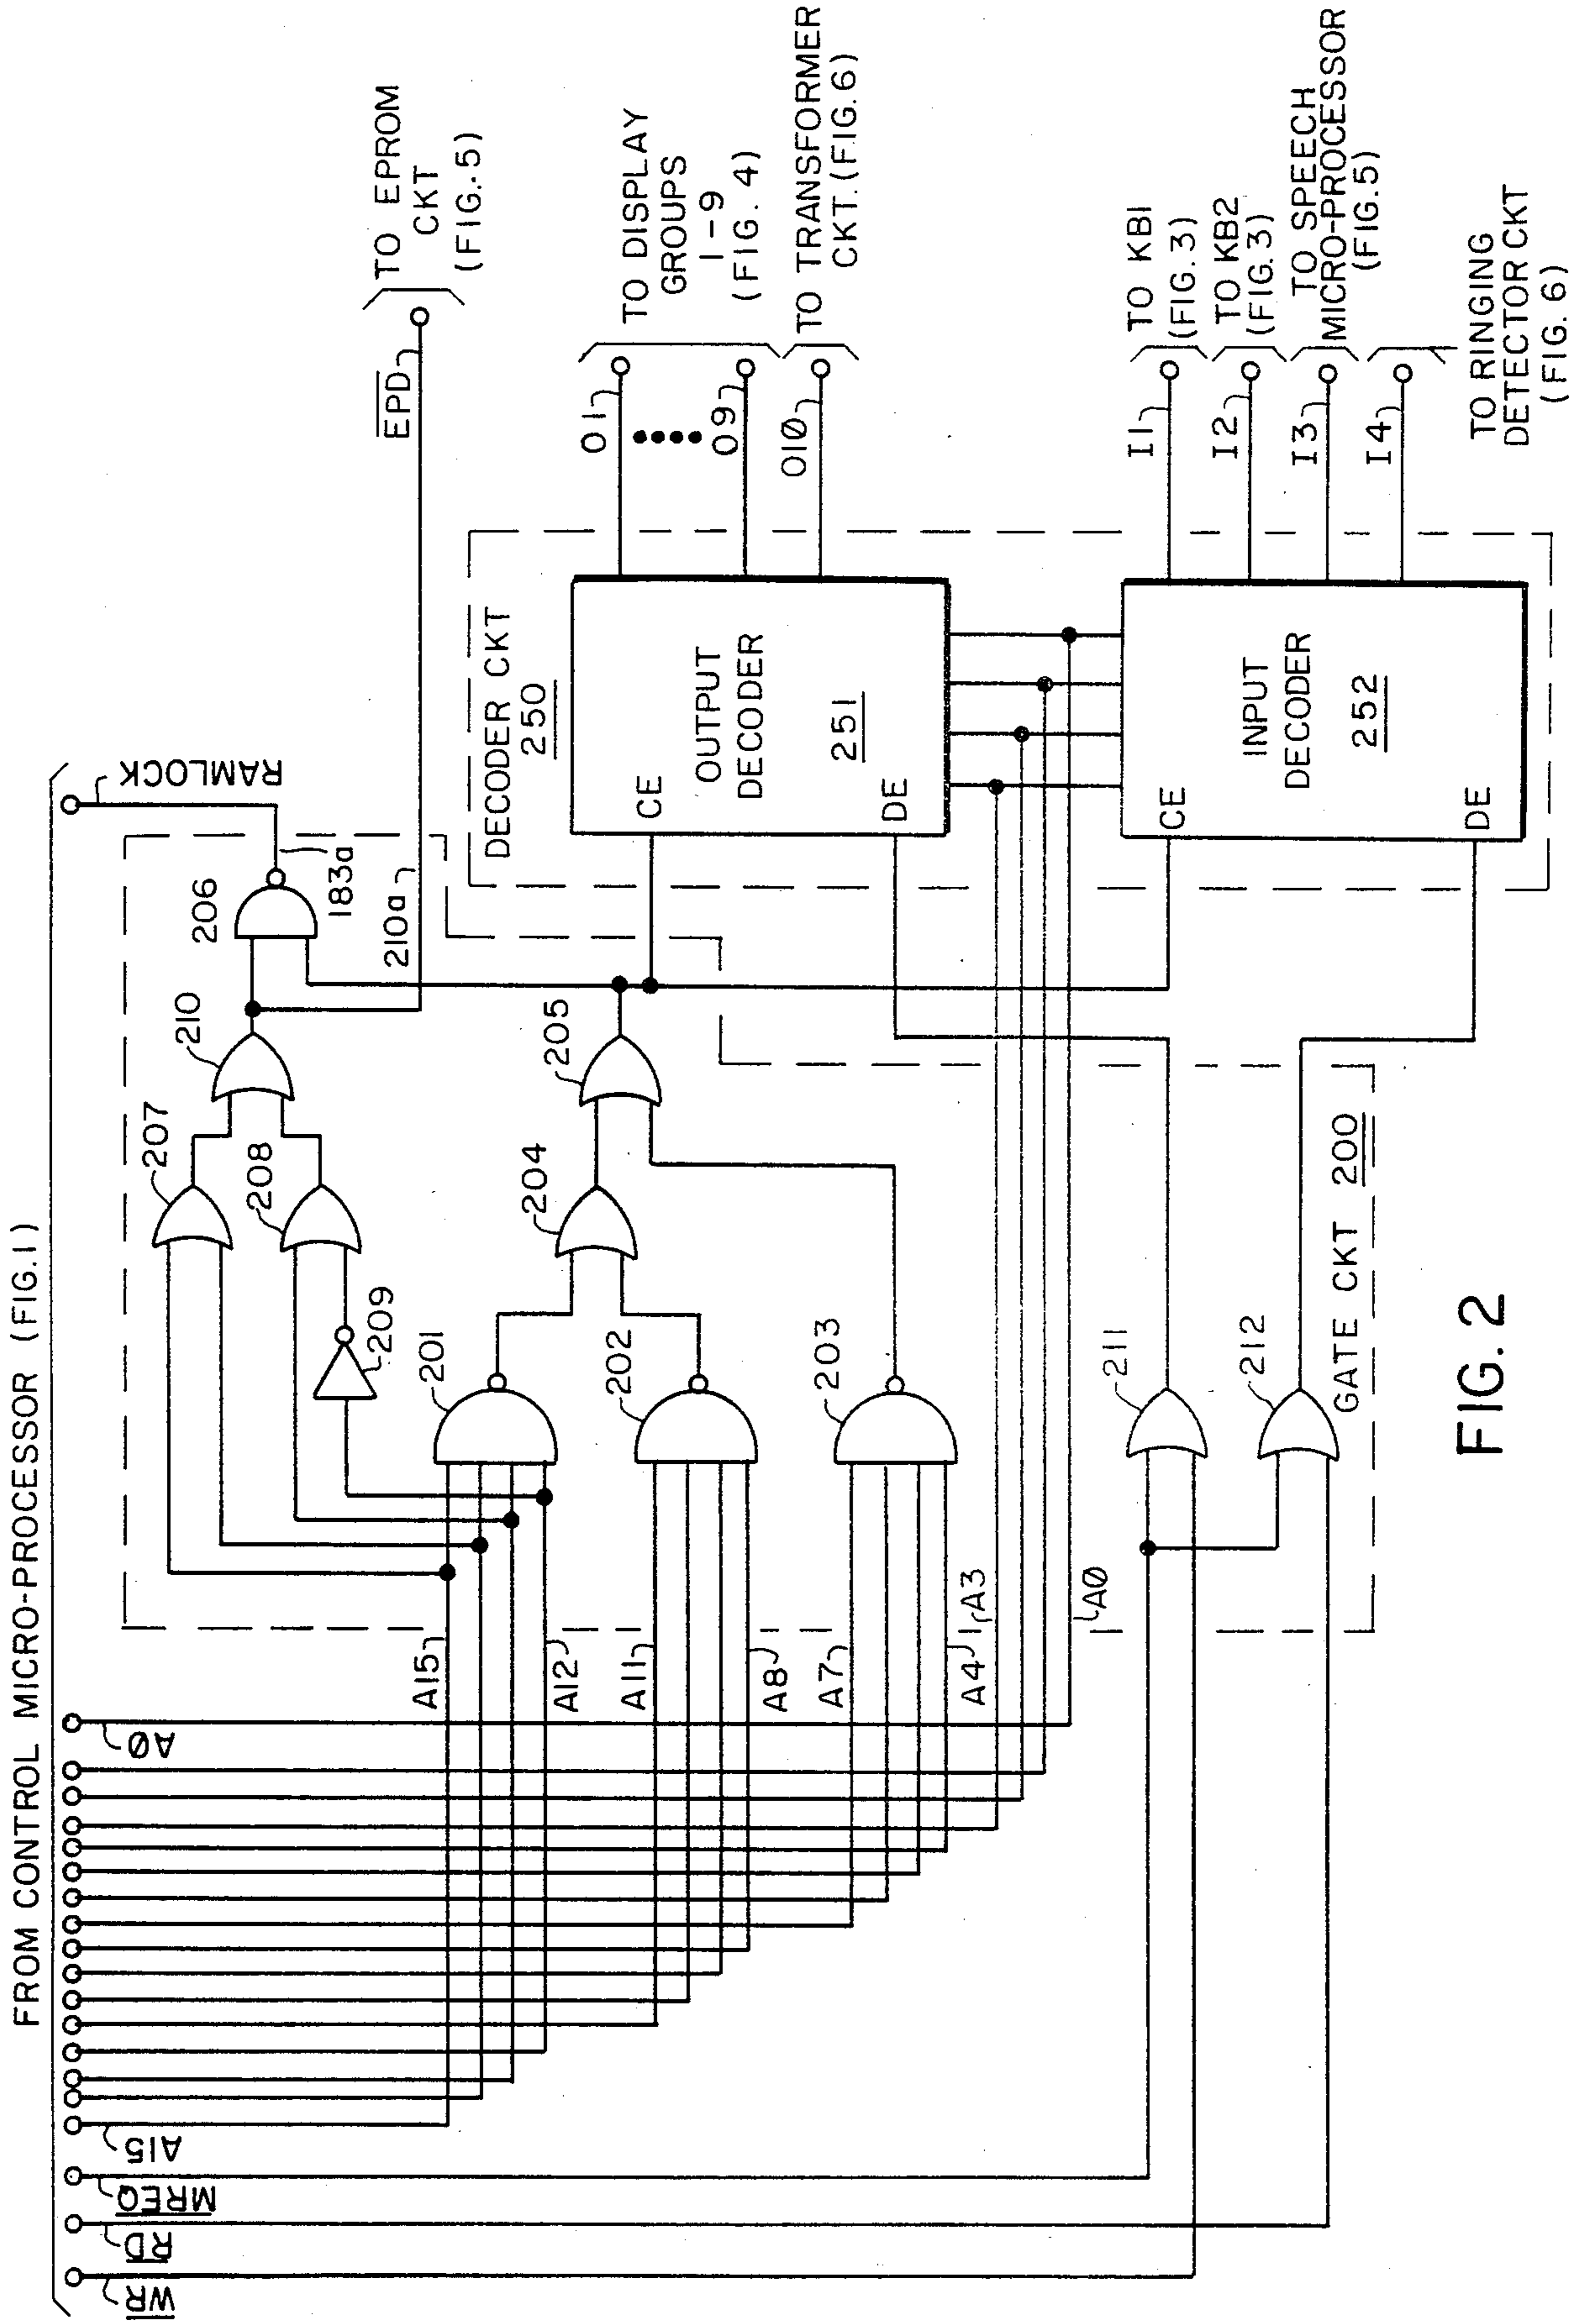 FROM CONTROL MICRO-PROCESSOR (FIG.1)
WR
RD
MREQ
A15
AØ
RAMLOCK
183a
206
210a
210
207
208
209
EPD
TO EPROM
CKT
(FIG.5)
A15
A12
201
A11
A8
202
A7
A4
A3
AØ
203
204
205
211
212
GATE CKT 200
DECODER CKT
250
CE
OUTPUT
DECODER
251
DE
CE
INPUT
DECODER
252
DE
O1
O9
O1Ø
TO DISPLAY
GROUPS
1-9
(FIG. 4)
TO TRANSFORMER
CKT.(FIG.6)
I1
I2
I3
I4
TO KB1
(FIG.3)
TO KB2
(FIG.3)
TO SPEECH
MICRO-PROCESSOR
(FIG.5)
TO RINGING
DETECTOR CKT
(FIG. 6)
FIG. 2